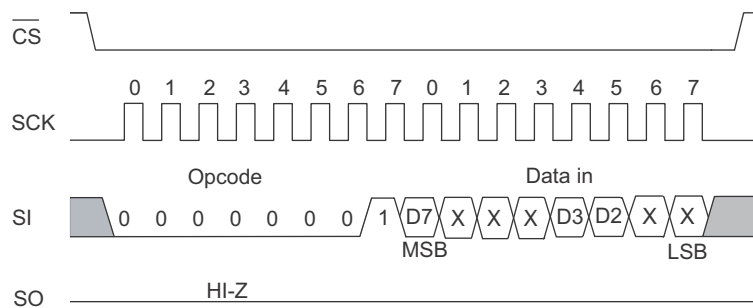 CS
0 1 2 3 4 5 6 7 0 1 2 3 4 5 6 7
SCK
Opcode Data in
SI 0 0 0 0 0 0 0 1 D7 X X X D3 D2 X X
MSB LSB
HI-Z
SO